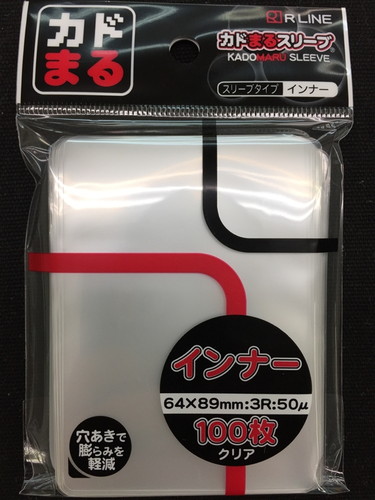 カド
まる
R LINE
カドまるスリーブ
KADOMARU SLEEVE
スリーブタイプ インナー
インナー
64×89mm:3R:50μ
100枚
クリア
穴あきで
膨らみを
軽減